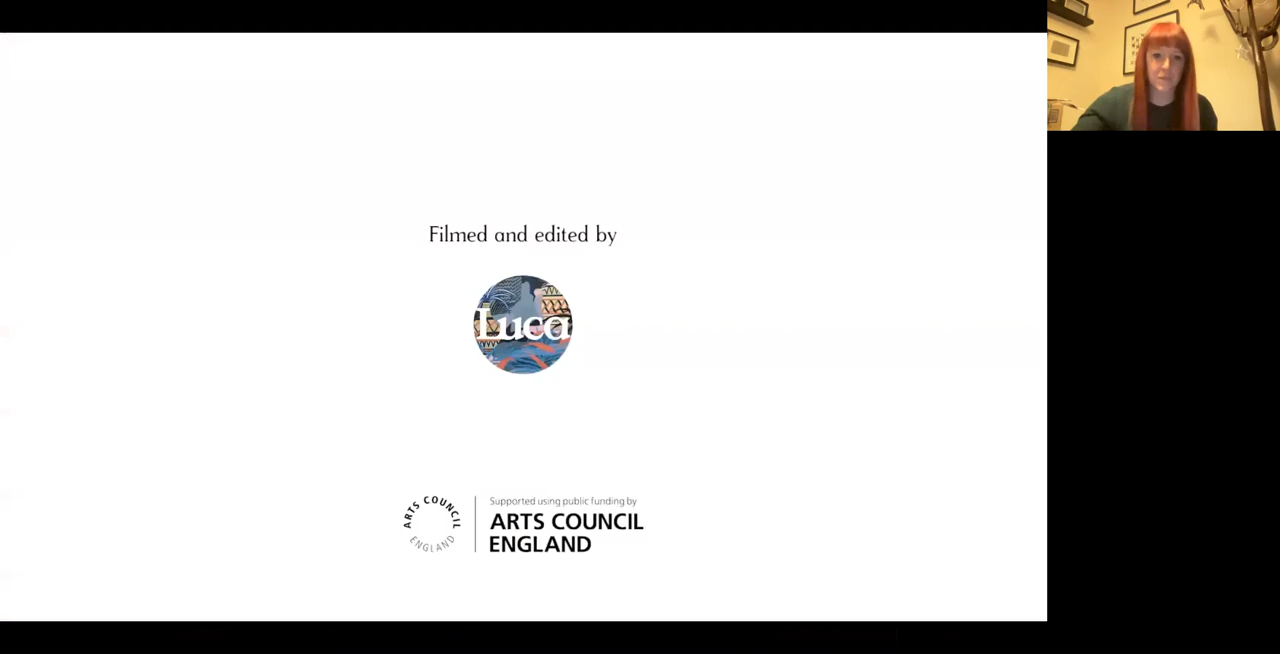 Filmed and edited by
Luca
ARTS COUNCIL
ENGLAND
Supported using public funding by
ARTS COUNCIL
ENGLAND